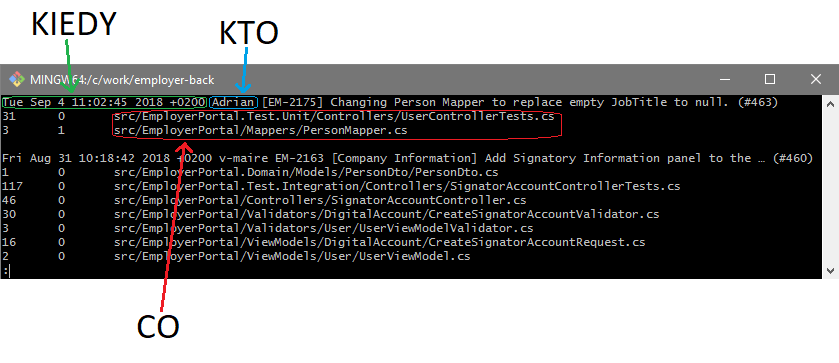 KIEDY
KTO
MINGW64:/c/work/employer-back
Tue Sep 4 11:02:45 2018 +0200 Adrian [EM-2175] Changing Person Mapper to replace empty JobTitle to null. (#463)
31 0 src/EmployerPortal.Test.Unit/Controllers/UserControllerTests.cs
3 1 src/EmployerPortal/Mappers/PersonMapper.cs
Fri Aug 31 10:18:42 2018 +0200 v-maire EM-2163 [Company Information] Add Signatory Information panel to the … (#460)
1 0 src/EmployerPortal.Domain/Models/PersonDto/PersonDto.cs
117 0 src/EmployerPortal.Test.Integration/Controllers/SignatorAccountControllerTests.cs
46 0 src/EmployerPortal/Controllers/SignatorAccountController.cs
30 0 src/EmployerPortal/Validators/DigitalAccount/CreateSignatorAccountValidator.cs
3 0 src/EmployerPortal/Validators/User/UserViewModelValidator.cs
16 0 src/EmployerPortal/ViewModels/DigitalAccount/CreateSignatorAccountRequest.cs
2 0 src/EmployerPortal/ViewModels/User/UserViewModel.cs
:
CO